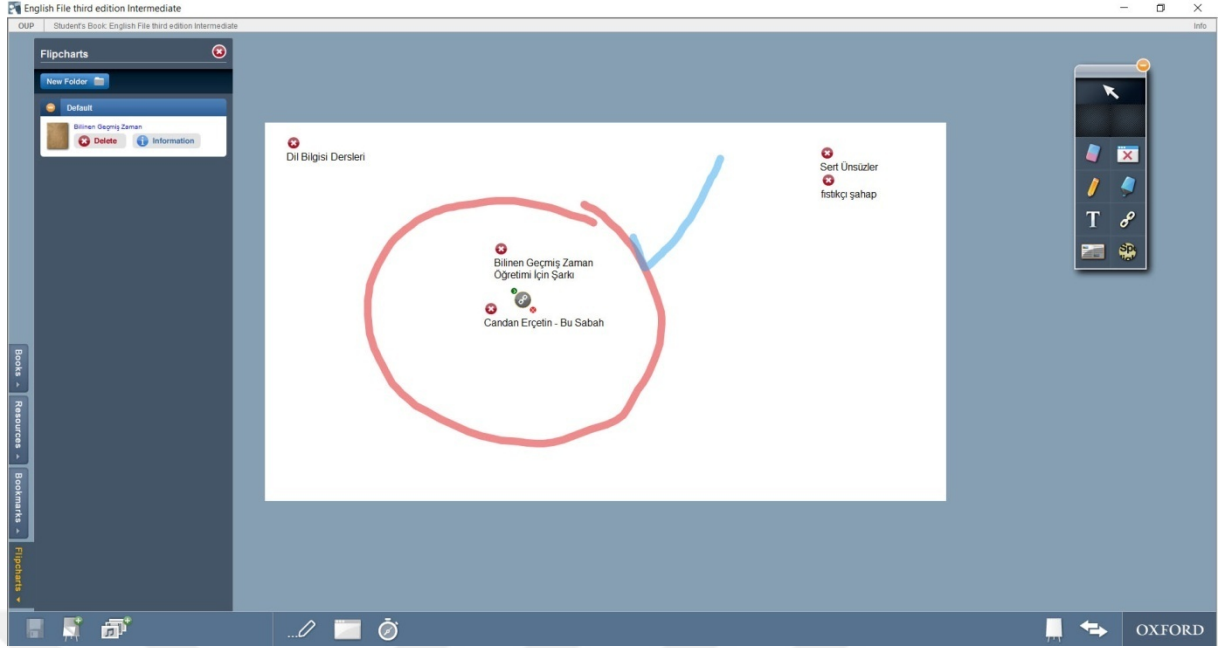 English File third edition Intermediate
OUP
Student's Book: English File third edition Intermediate
Info
Flipcharts
New Folder
Default
Bilinen Geçmiş Zaman
Delete
Information
Dil Bilgisi Dersleri
Sert Ünsüzler
fıstıkçı şahap
Bilinen Geçmiş Zaman
Öğretimi İçin Şarkı
Candan Erçetin - Bu Sabah
T
Books
Resources
Bookmarks
Flipcharts
OXFORD